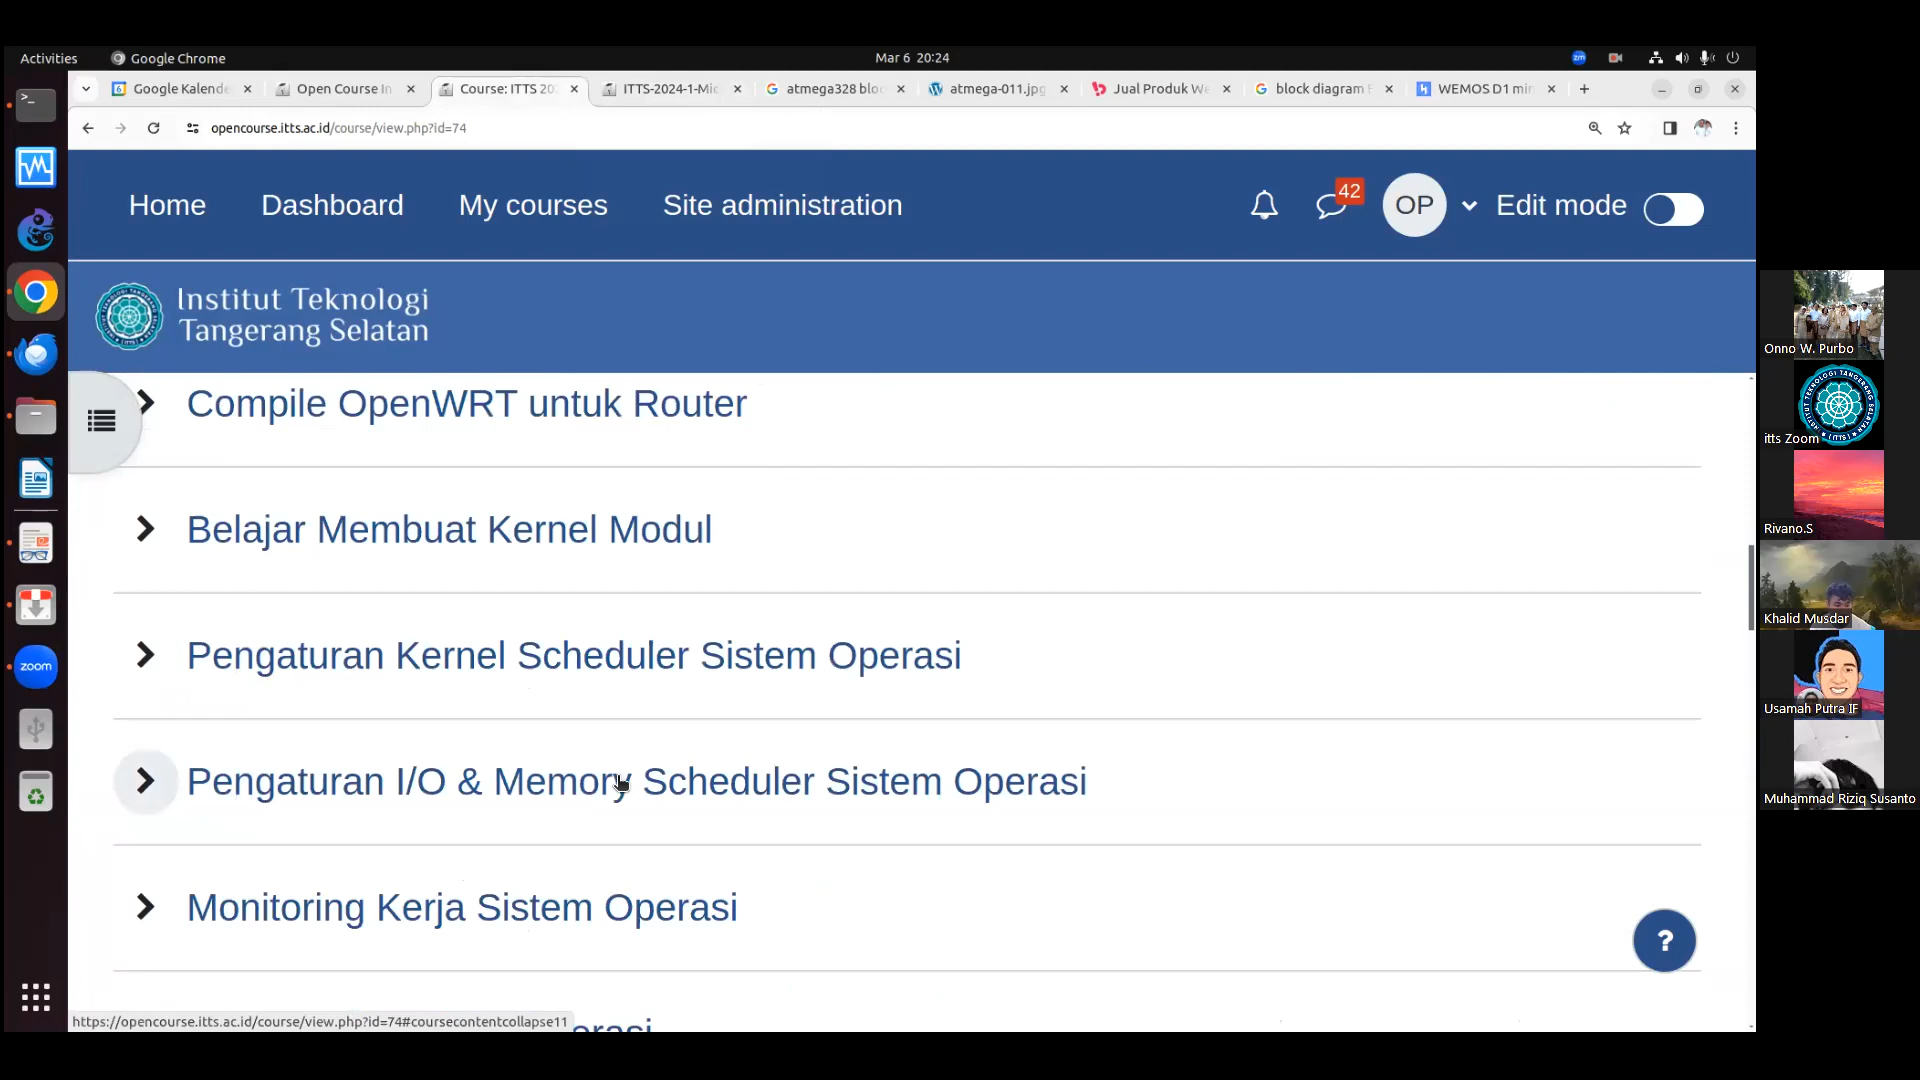 Activities
Google Chrome
Mar 6 20:24
zm
Google Kalende
Open Course In
Course: ITTS 20
ITTS-2024-1-Mic
atmega328 bloc
atmega-011.jpg
Jual Produk We
block diagram
WEMOS D1 min
opencourse.itts.ac.id/course/view.php?id=74
Home
Dashboard
My courses
Site administration
42
OP
Edit mode
Institut Teknologi
Tangerang Selatan
Compile OpenWRT untuk Router
Belajar Membuat Kernel Modul
Pengaturan Kernel Scheduler Sistem Operasi
Pengaturan I/O & Memory Scheduler Sistem Operasi
Monitoring Kerja Sistem Operasi
?
https://opencourse.itts.ac.id/course/view.php?id=74#coursecontentcollapse11
zoom
Onno W. Purbo
itts Zoom
Rivano.S
Khalid Musdar
Usamah Putra IF
Muhammad Riziq Susanto